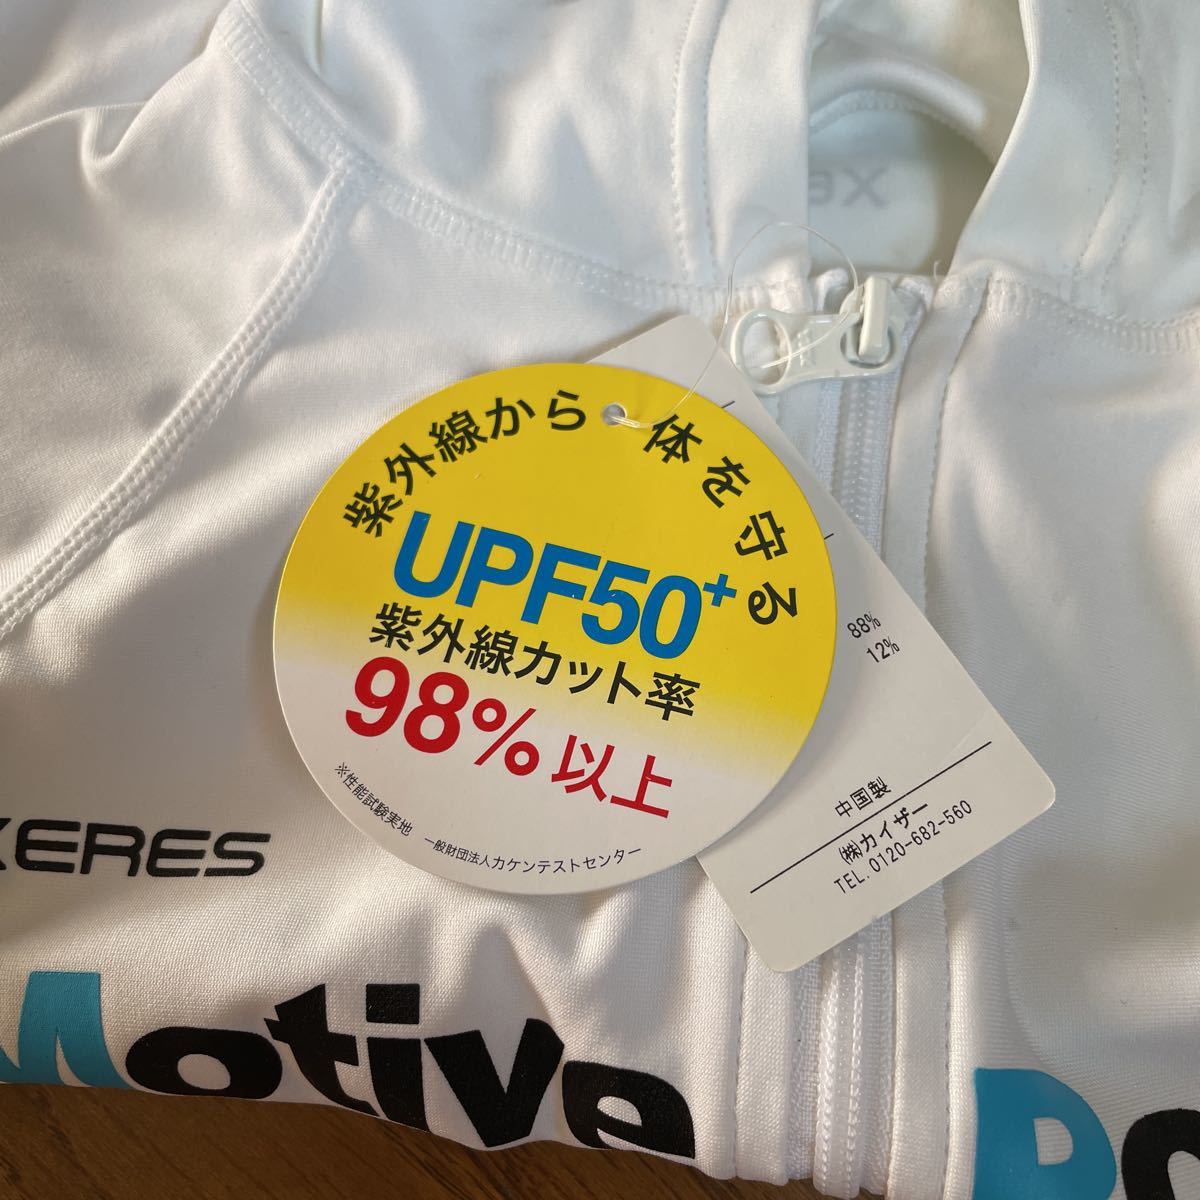 紫外線から 体を守る
UPF50+
紫外線カット率
98%以上
※性能試験実地 一般財団法人カケンテストセンター
88%
12%
中国製
㈱カイザー
TEL.0120-682-560
XERES
Motive